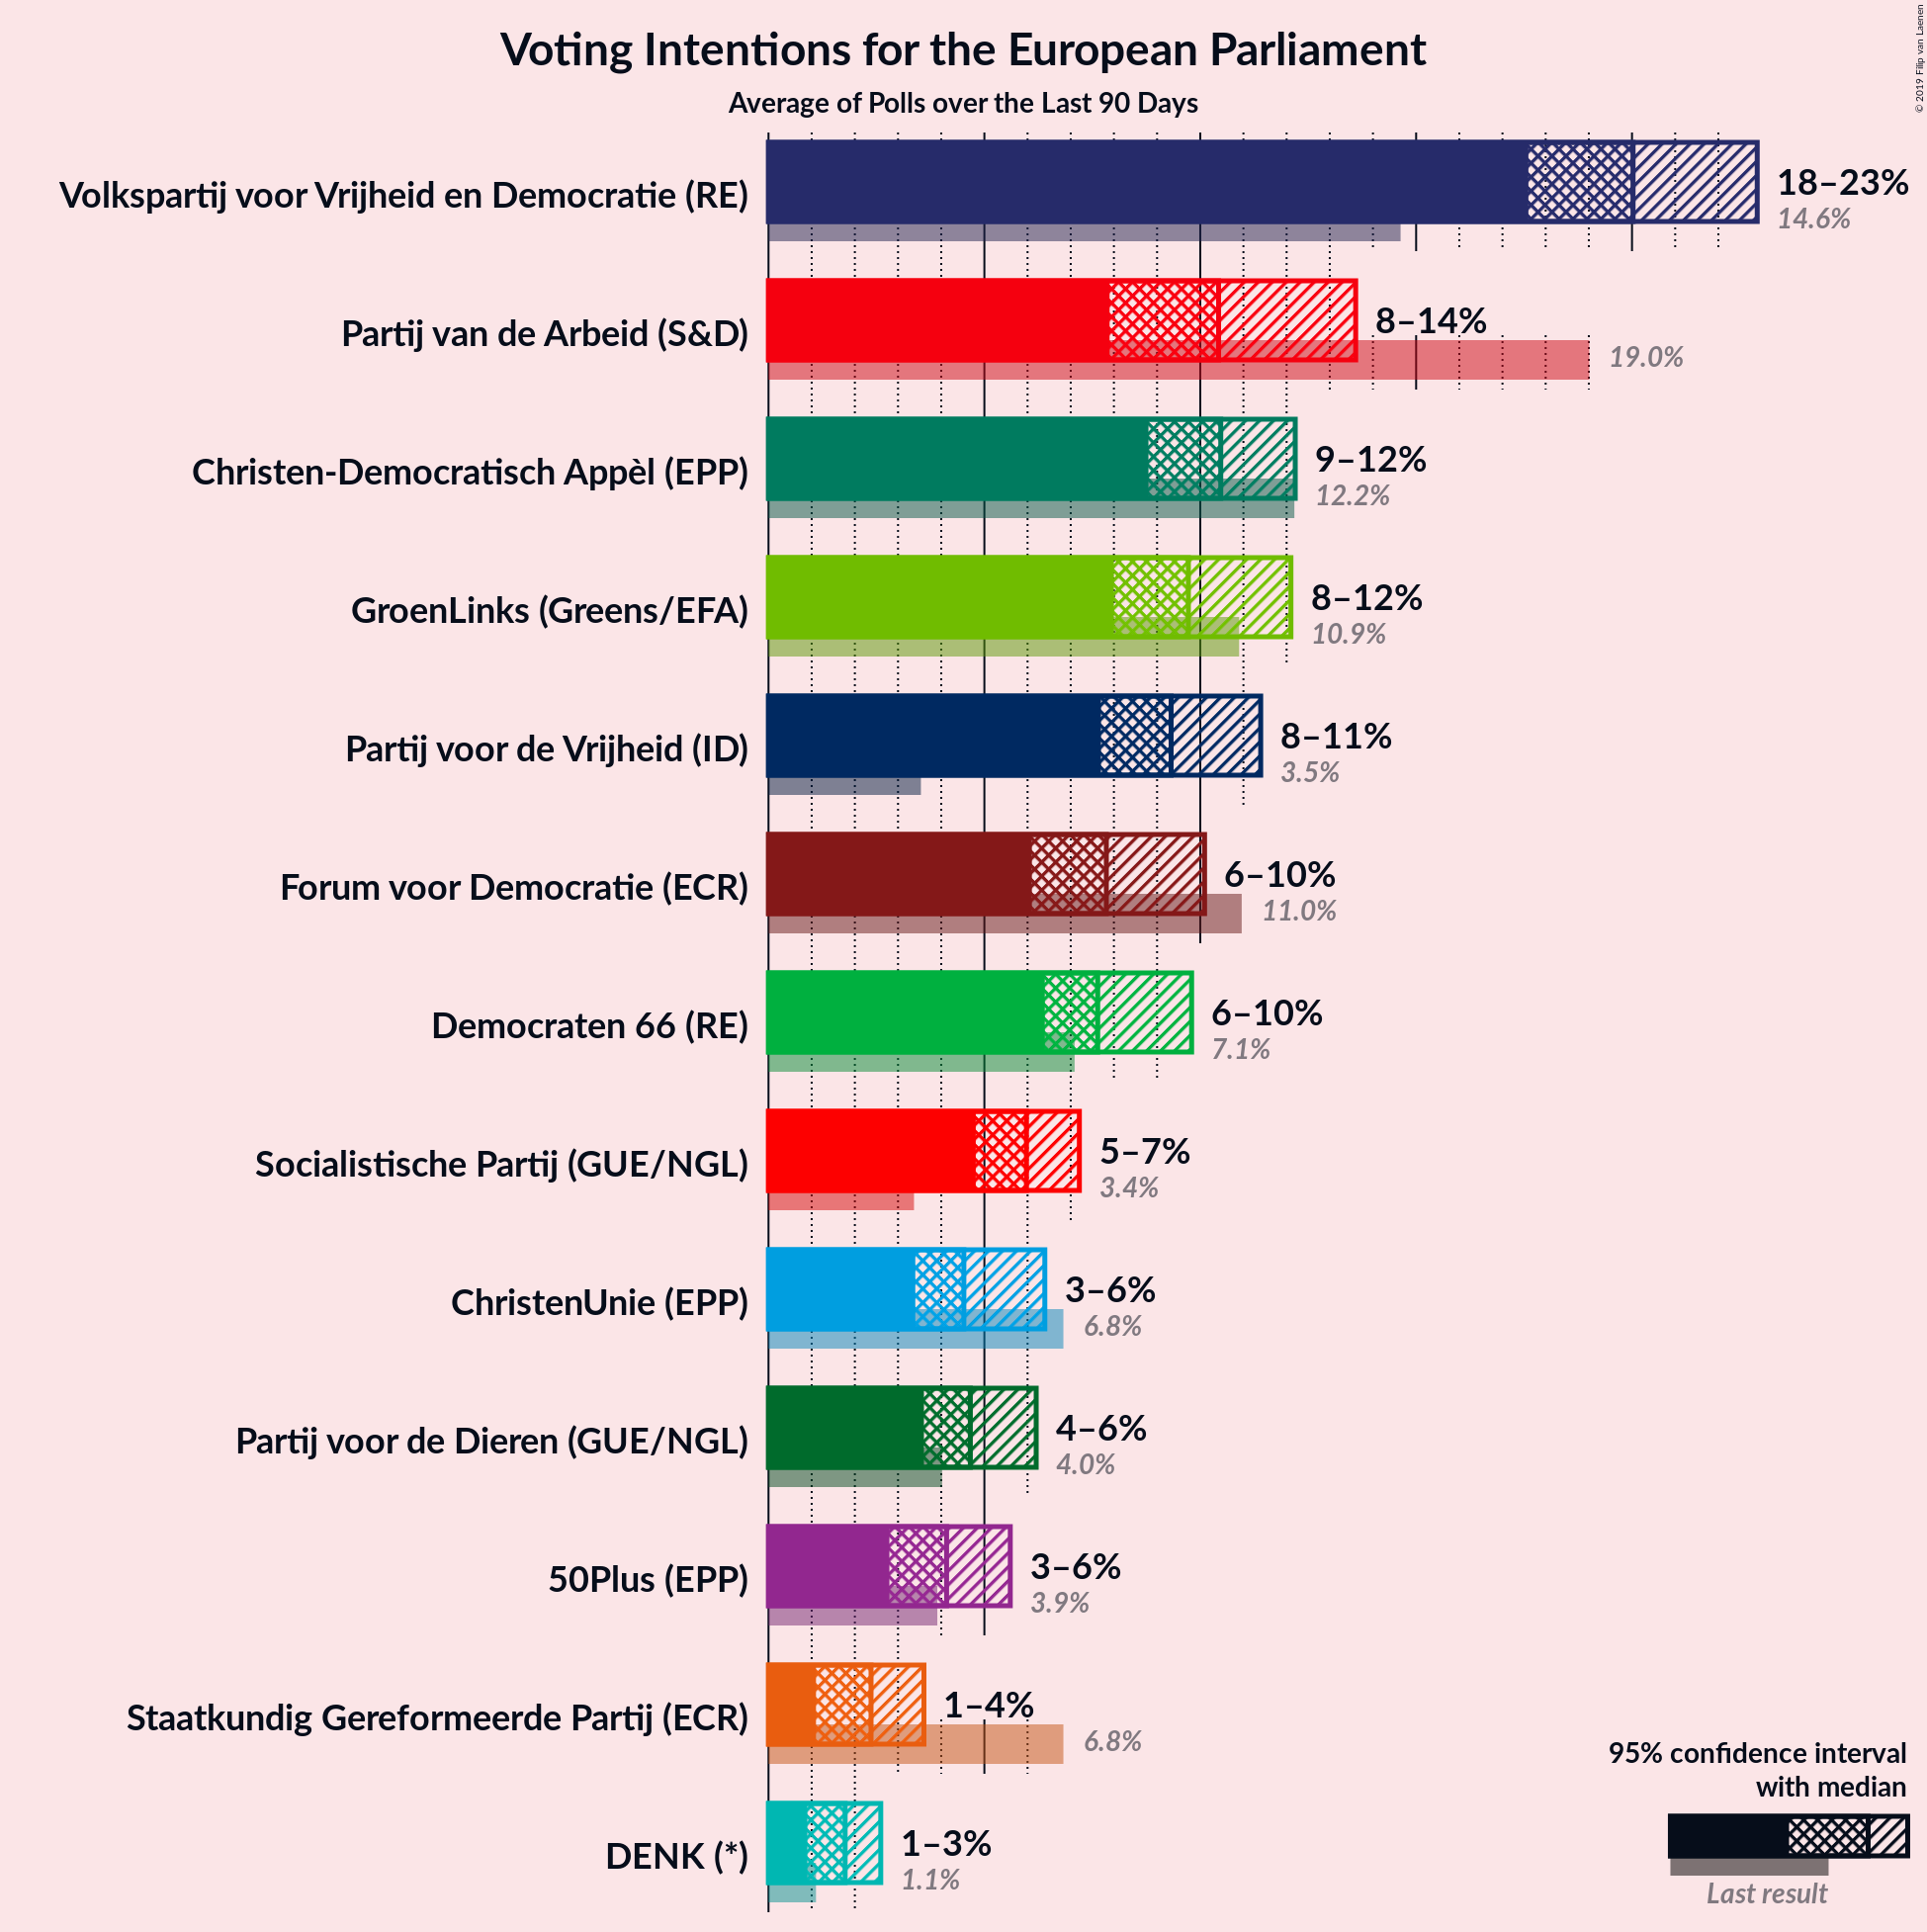 © 2019 Filip van Laenen
Voting Intentions for the European Parliament
Average of Polls over the Last 90 Days
Volkspartij voor Vrijheid en Democratie (RE)
18–23%
14.6%
Partij van de Arbeid (S&D)
8–14%
19.0%
Christen-Democratisch Appèl (EPP)
9–12%
12.2%
GroenLinks (Greens/EFA)
8–12%
10.9%
Partij voor de Vrijheid (ID)
8–11%
3.5%
Forum voor Democratie (ECR)
6–10%
11.0%
Democraten 66 (RE)
6–10%
7.1%
Socialistische Partij (GUE/NGL)
5–7%
3.4%
ChristenUnie (EPP)
3–6%
6.8%
Partij voor de Dieren (GUE/NGL)
4–6%
4.0%
50Plus (EPP)
3–6%
3.9%
Staatkundig Gereformeerde Partij (ECR)
1–4%
6.8%
DENK (*)
1–3%
1.1%
95% confidence interval
with median
Last result